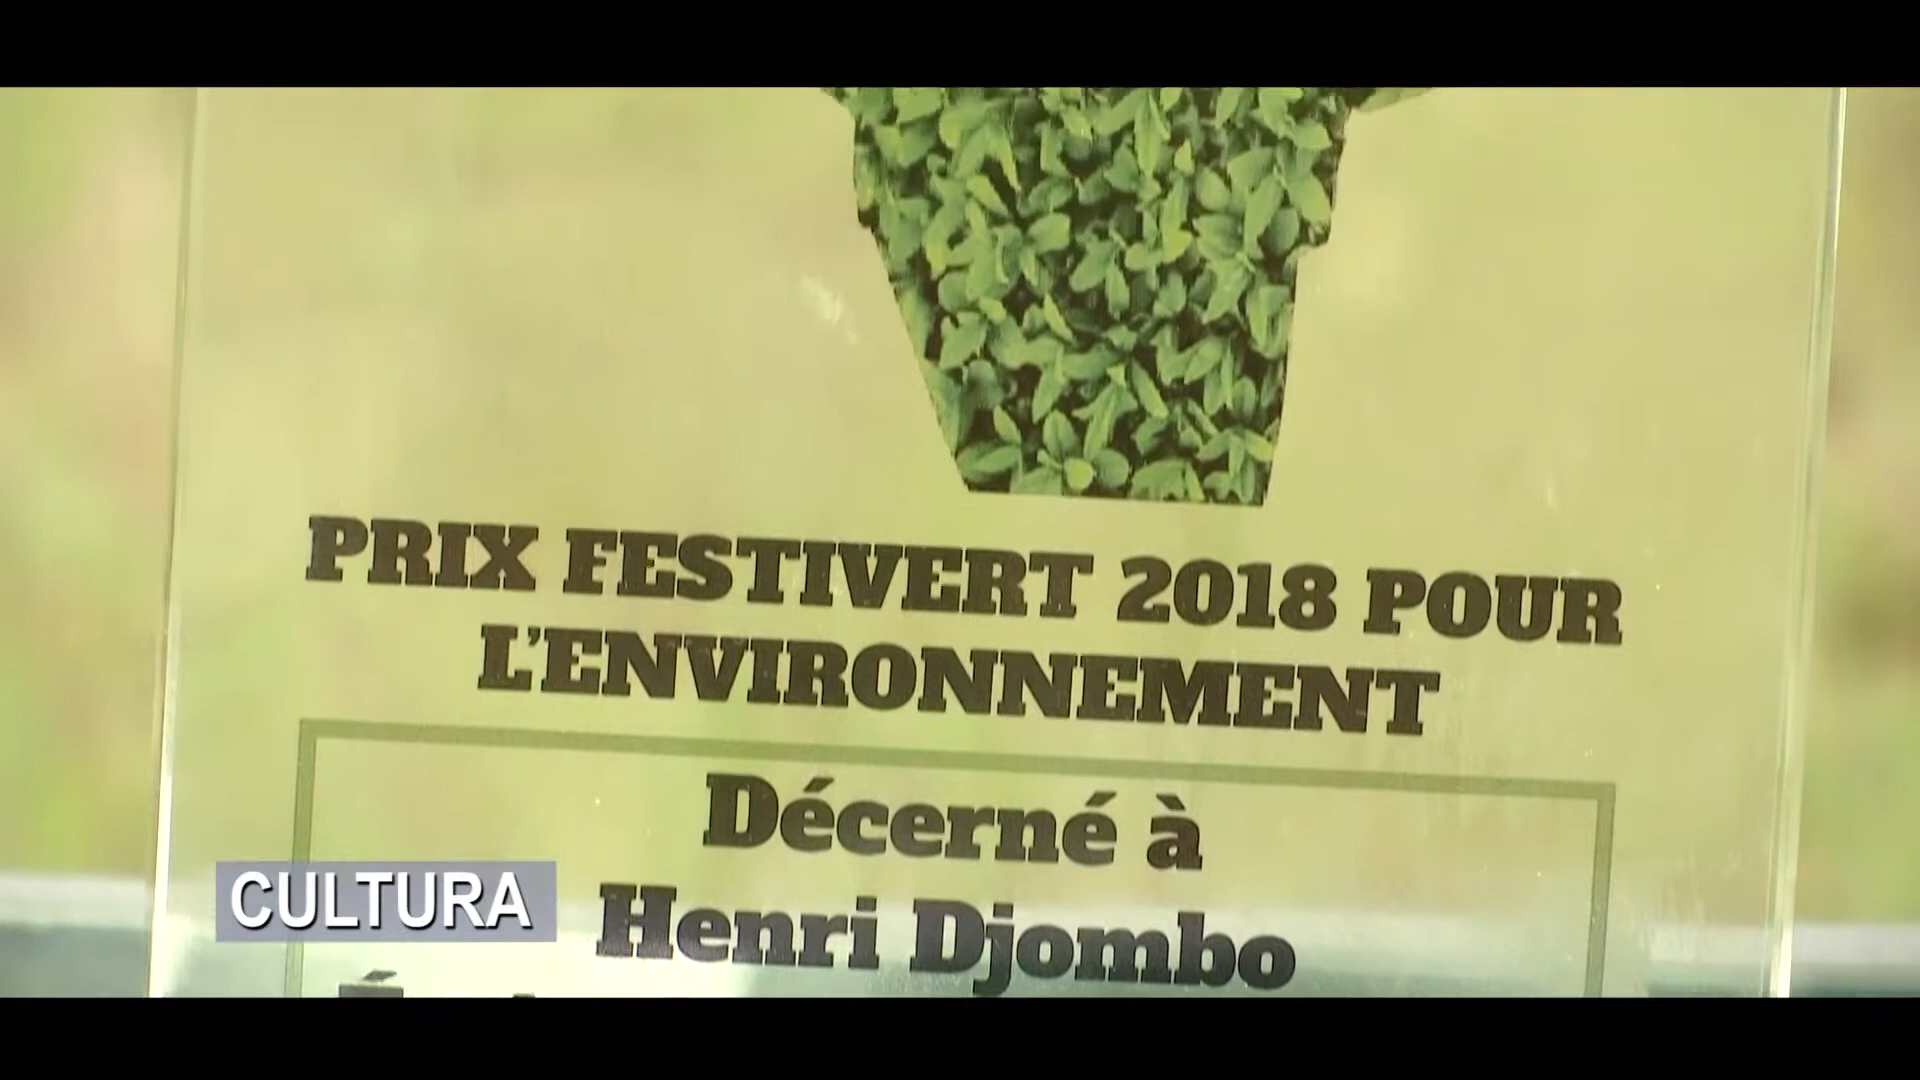 PRIX FESTIVERT 2018 POUR
L'ENVIRONNEMENT
Décerné à
Henri Djombo
CULTURA